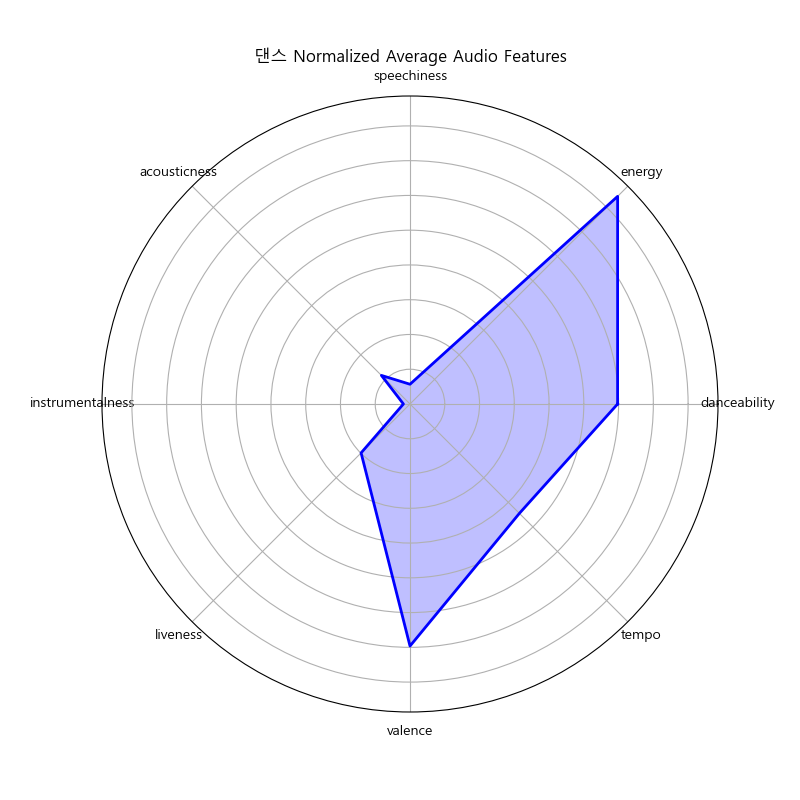 댄스 Normalized Average Audio Features
speechiness
acousticness
energy
instrumentalness
danceability
liveness
tempo
valence